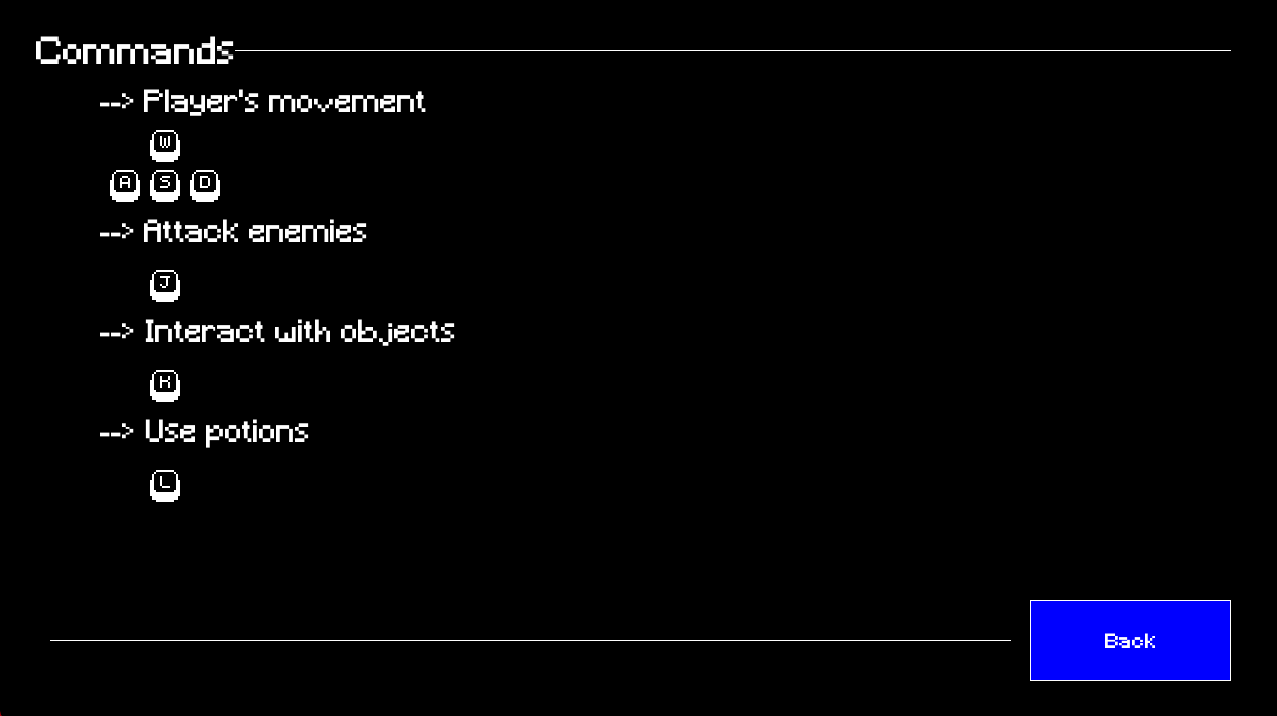 Commands
--> Player's movement
W
A S D
--> Attack enemies
J
--> Interact with objects
K
--> Use potions
L
Back